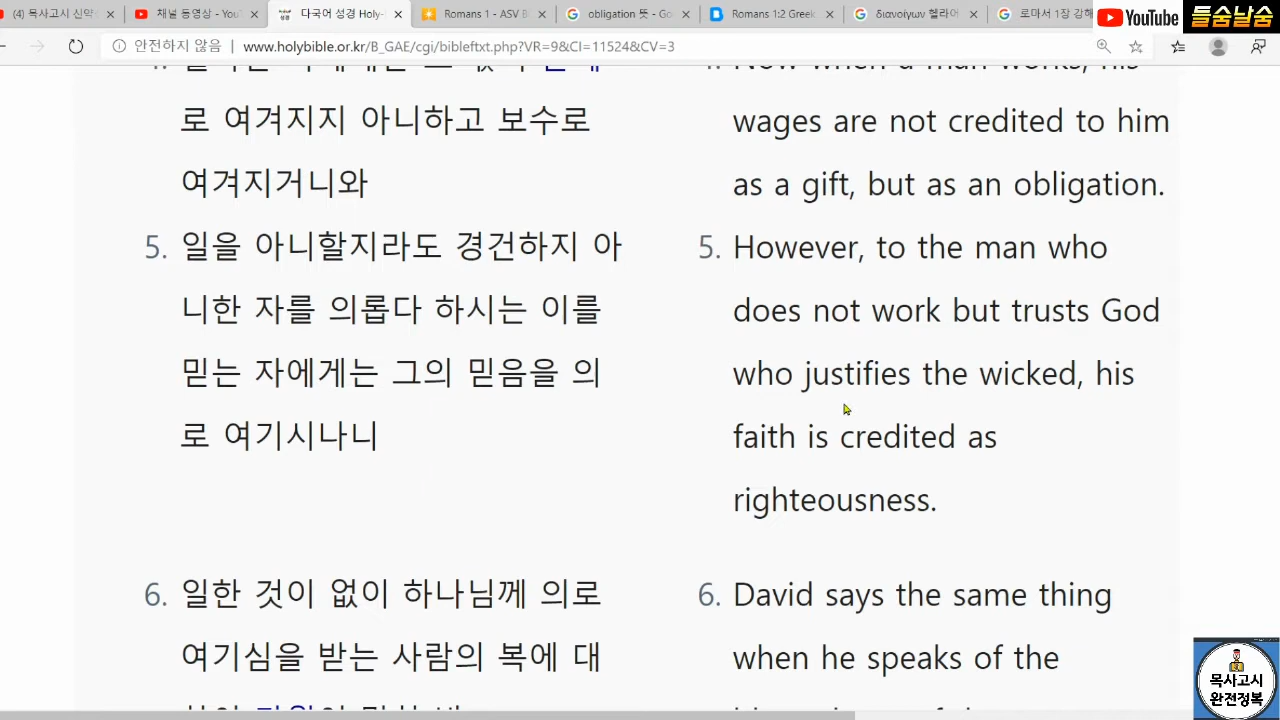 (4) 목사고시 신약
채널 동영상 - You
다국어 성경 Holy-
Romans 1:
obligation 뜻 - Go
Romans 1:2 Greek
διανοίγων 헬라어
로마서 1장 강해
YouTube
들숨날숨
안전하지 않음 | www.holybible.or.kr/B_GAE/cgi/bibleftxt.php?VR=9&CI=11524&CV=3
로 여겨지지 아니하고 보수로
여겨지거니와
5. 일을 아니할지라도 경건하지 아
니한 자를 의롭다 하시는 이를
믿는 자에게는 그의 믿음을 의
로 여기시나니
6. 일한 것이 없이 하나님께 의로
여기심을 받는 사람의 복에 대
Now when a man works, his
wages are not credited to him
as a gift, but as an obligation.
5. However, to the man who
does not work but trusts God
who justifies the wicked, his
faith is credited as
righteousness.
6. David says the same thing
when he speaks of the
목사고시
완전정복